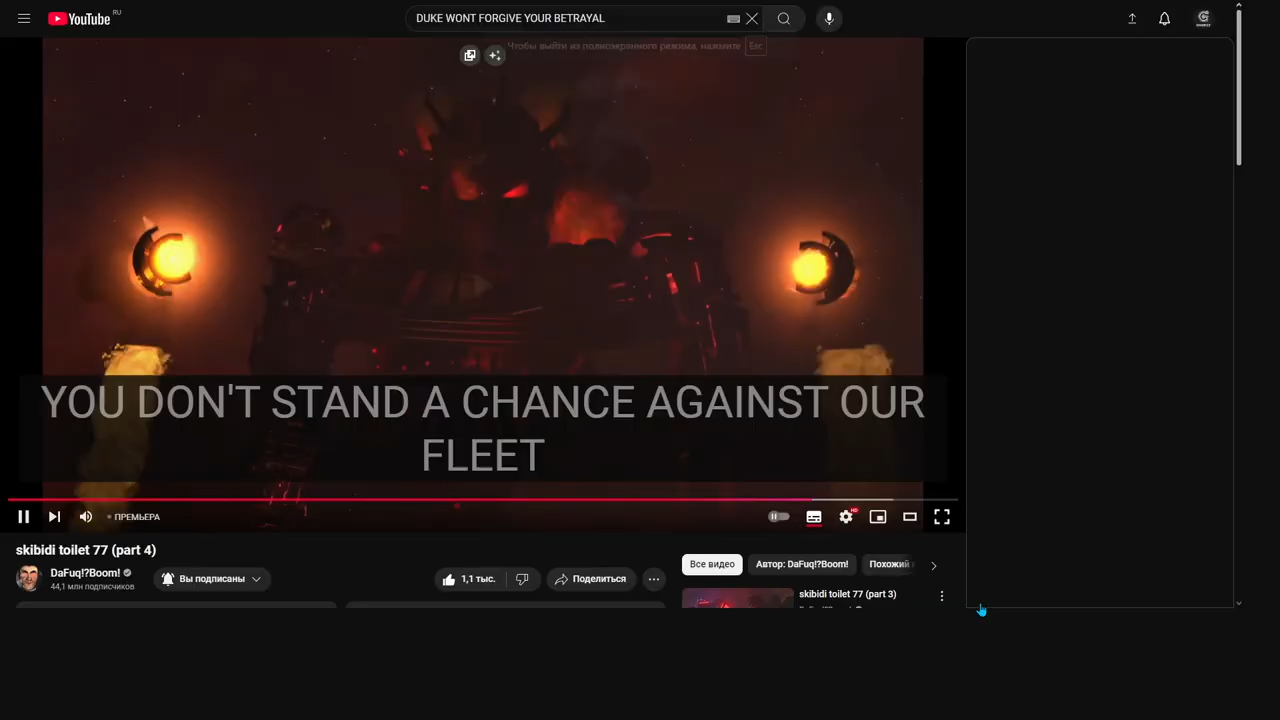 YouTube RU
DUKE WONT FORGIVE YOUR BETRAYAL
Чтобы выйти из полноэкранного режима, нажмите Esc
YOU DON'T STAND A CHANCE AGAINST OUR
FLEET
• ПРЕМЬЕРА
HD
skibidi toilet 77 (part 4)
DaFuq!?Boom!
44,1 млн подписчиков
Вы подписаны
1,1 тыс.
Поделиться
Все видео
Автор: DaFuq!?Boom!
Похожий
skibidi toilet 77 (part 3)